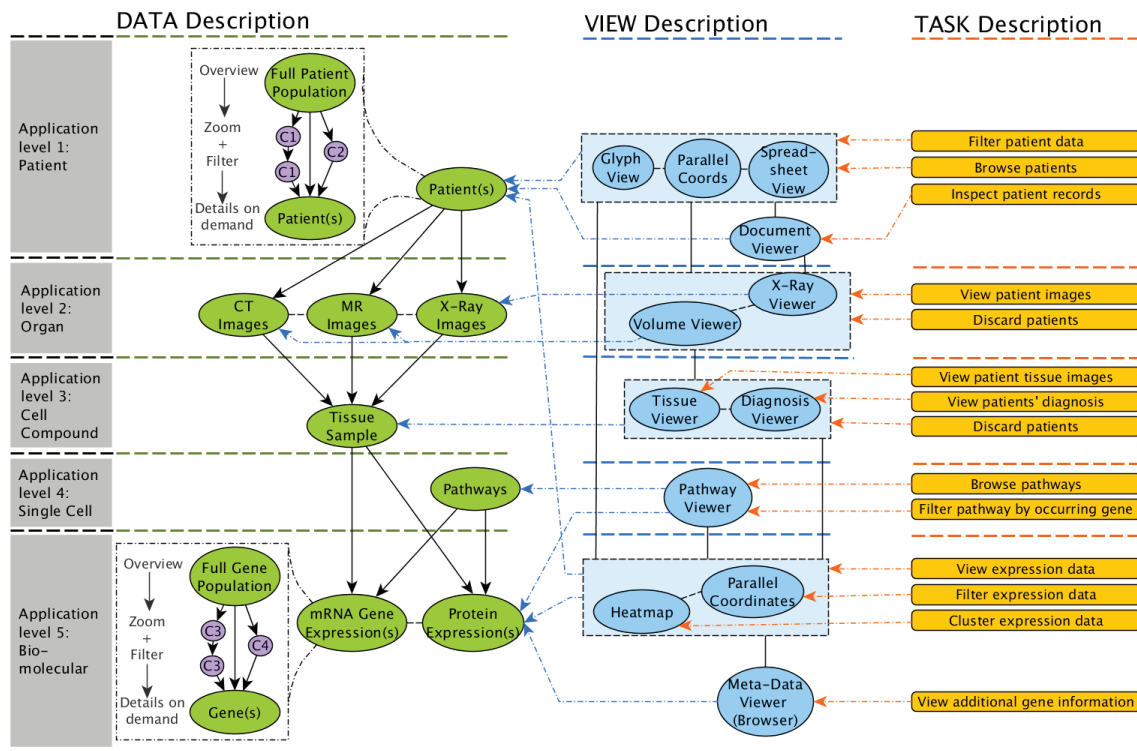 DATA Description
VIEW Description
TASK Description
Application
level 1:
Patient
Overview
Zoom
+
Filter
Details on
demand
Full Patient
Population
C1
C1
C2
Patient(s)
Patient(s)
Glyph
View
Parallel
Coords
Spread-
sheet
View
Document
Viewer
Filter patient data
Browse patients
Inspect patient records
Application
level 2:
Organ
CT
Images
MR
Images
X-Ray
Images
X-Ray
Viewer
Volume Viewer
View patient images
Discard patients
Application
level 3:
Cell
Compound
Tissue
Sample
Tissue
Viewer
Diagnosis
Viewer
View patient tissue images
View patients' diagnosis
Discard patients
Application
level 4:
Single Cell
Pathways
Pathway
Viewer
Browse pathways
Filter pathway by occurring gene
Application
level 5:
Bio-
molecular
Overview
Zoom
+
Filter
Details on
demand
Full Gene
Population
C3
C3
C4
Gene(s)
mRNA Gene
Expression(s)
Protein
Expression(s)
Heatmap
Parallel
Coordinates
Meta-Data
Viewer
(Browser)
View expression data
Filter expression data
Cluster expression data
View additional gene information